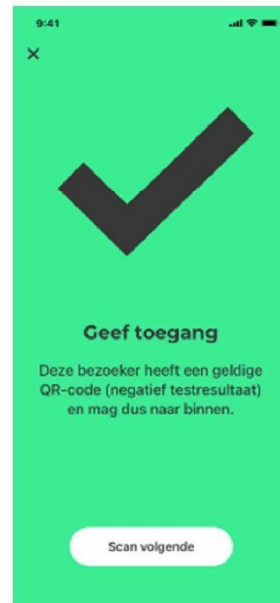 9:41
Geef toegang
Deze bezoeker heeft een geldige
QR-code (negatief testresultaat)
en mag dus naar binnen.
Scan volgende